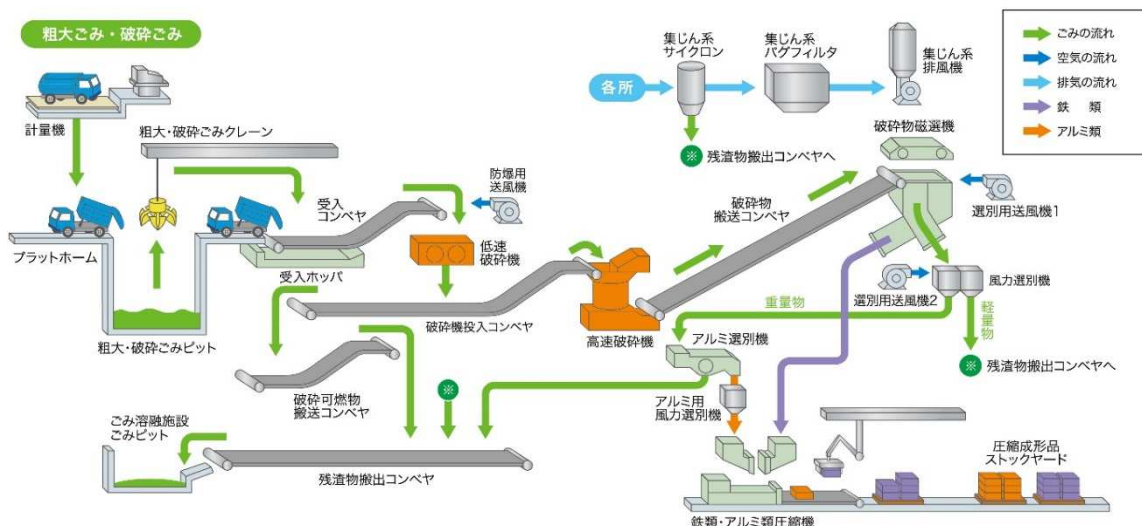 粗大ごみ・破砕ごみ
計量機
粗大・破砕ごみクレーン
プラットホーム
粗大・破砕ごみピット
受入
コンベヤ
受入ホッパ
防爆用
送風機
低速
破砕機
破砕機投入コンベヤ
破砕可燃物
搬送コンベヤ
ごみ溶融施設
ごみピット
残渣物搬出コンベヤ
※
各所
集じん系
サイクロン
集じん系
バグフィルタ
集じん系
排風機
※
残渣物搬出コンベヤへ
破砕物
搬送コンベヤ
高速破砕機
破砕物磁選機
選別用送風機1
選別用送風機2
風力選別機
重量物
軽量物
※
残渣物搬出コンベヤへ
アルミ選別機
アルミ用
風力選別機
鉄類・アルミ類圧縮機
圧縮成形品
ストックヤード
ごみの流れ
空気の流れ
排気の流れ
鉄　類
アルミ類